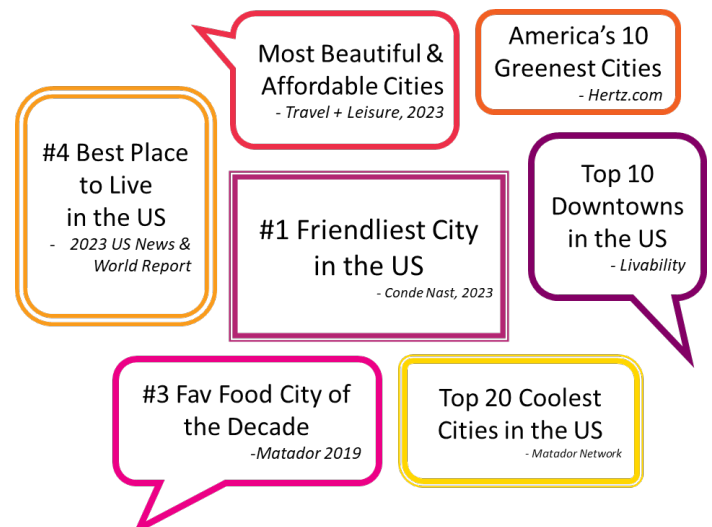 Most Beautiful &
Affordable Cities
- Travel + Leisure, 2023
America's 10
Greenest Cities
- Hertz.com
#4 Best Place
to Live
in the US
- 2023 US News &
World Report
#1 Friendliest City
in the US
- Conde Nast, 2023
Top 10
Downtowns
in the US
- Livability
#3 Fav Food City of
the Decade
-Matador 2019
Top 20 Coolest
Cities in the US
- Matador Network